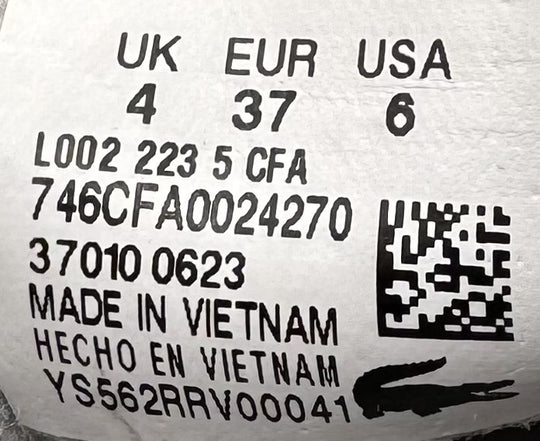 UK EUR USA
4 37 6
L002 223 5 CFA
746CFA0024270
37010 0623
MADE IN VIETNAM
HECHO EN VIETNAM
YS562RRV00041